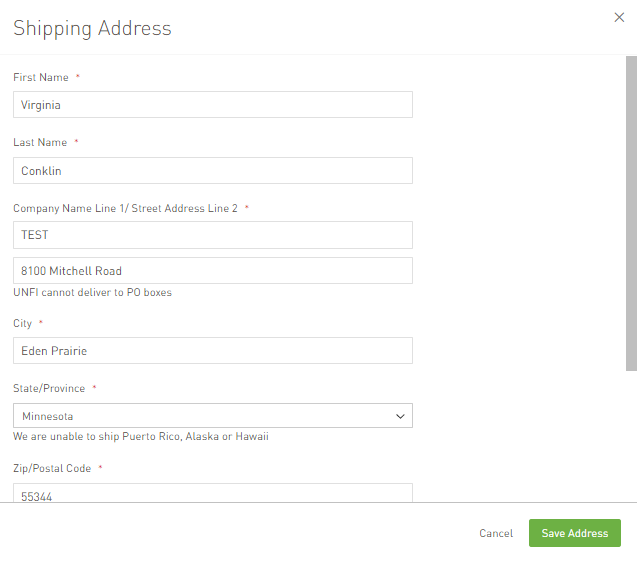 Shipping Address
First Name *
Virginia
Last Name *
Conklin
Company Name Line 1/ Street Address Line 2 *
TEST
8100 Mitchell Road
UNFI cannot deliver to PO boxes
City *
Eden Prairie
State/Province *
Minnesota
We are unable to ship Puerto Rico, Alaska or Hawaii
Zip/Postal Code *
55344
Cancel Save Address